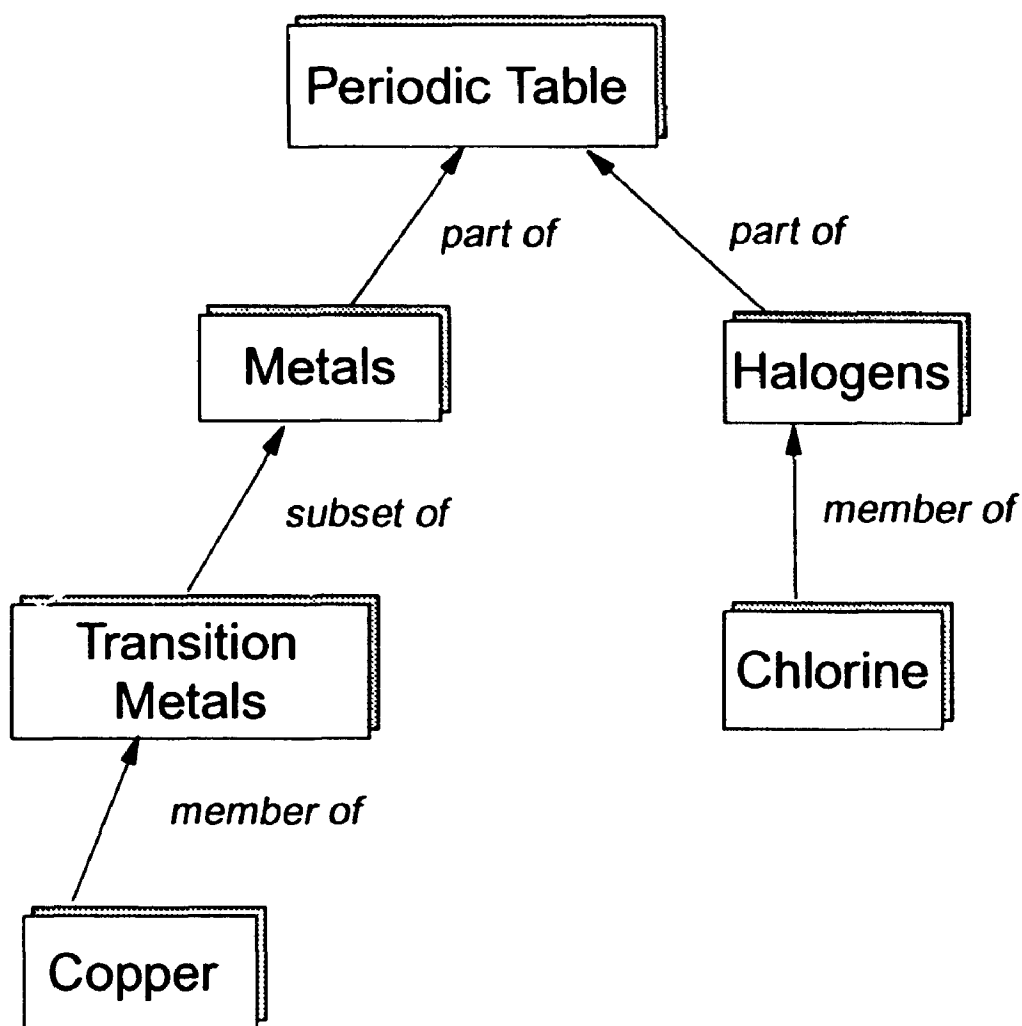 Periodic Table
part of
part of
Metals
Halogens
subset of
member of
Transition
Metals
Chlorine
member of
Copper